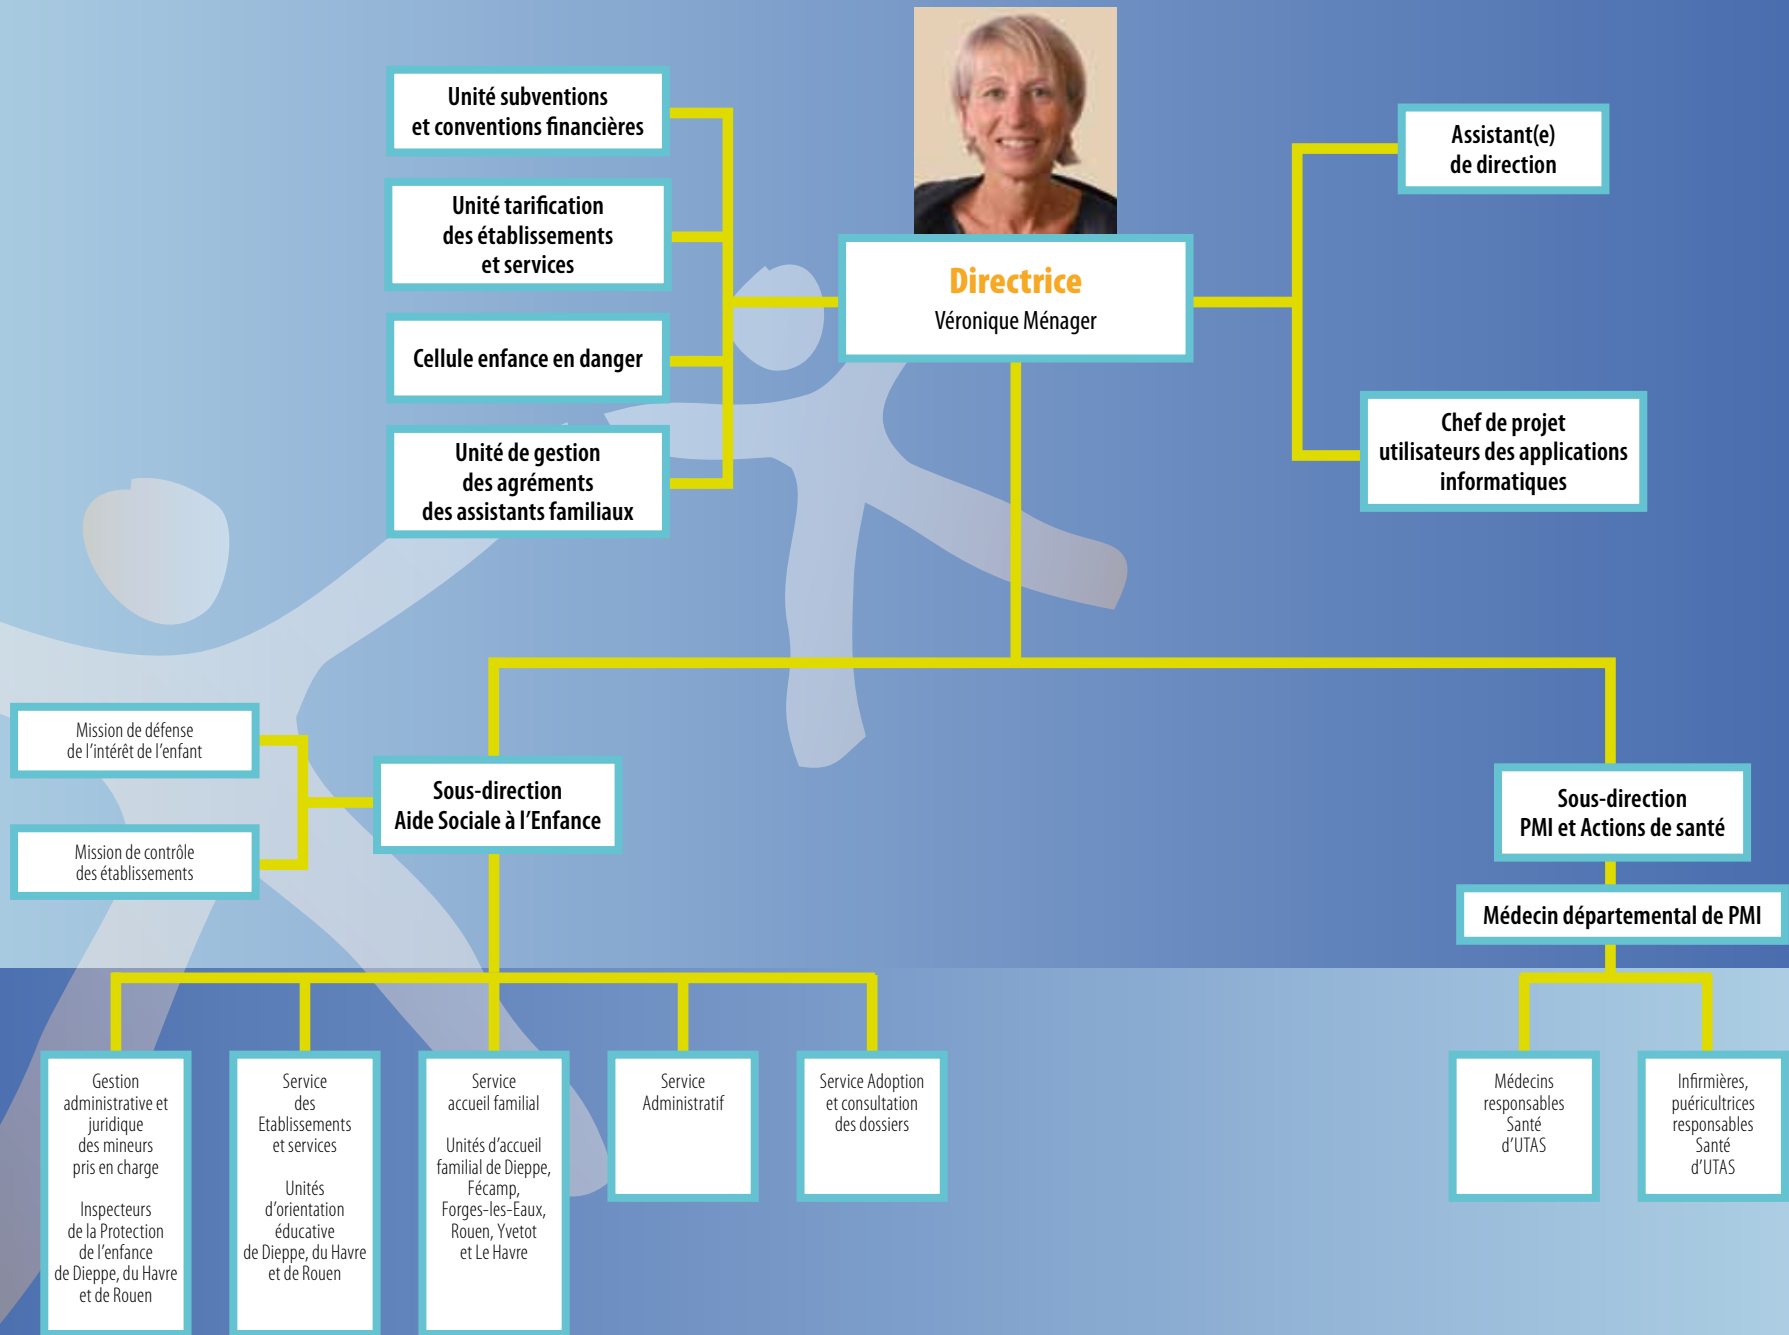 Unité subventions
et conventions financières
Unité tarification
des établissements
et services
Cellule enfance en danger
Unité de gestion
des agréments
des assistants familiaux
Directrice
Véronique Ménager
Assistant(e)
de direction
Chef de projet
utilisateurs des applications
informatiques
Mission de défense
de l'intérêt de l'enfant
Mission de contrôle
des établissements
Sous-direction
Aide Sociale à l'Enfance
Sous-direction
PMI et Actions de santé
Médecin départemental de PMI
Gestion
administrative et
juridique
des mineurs
pris en charge
Inspecteurs
de la Protection
de l'enfance
de Dieppe, du Havre
et de Rouen
Service
des
Etablissements
et services
Unités
d'orientation
éducative
de Dieppe, du Havre
et de Rouen
Service
accueil familial
Unités d'accueil
familial de Dieppe,
Fécamp,
Forges-les-Eaux,
Rouen, Yvetot
et Le Havre
Service
Administratif
Service Adoption
et consultation
des dossiers
Médecins
responsables
Santé
d'UTAS
Infirmières,
puéricultrices
responsables
Santé
d'UTAS